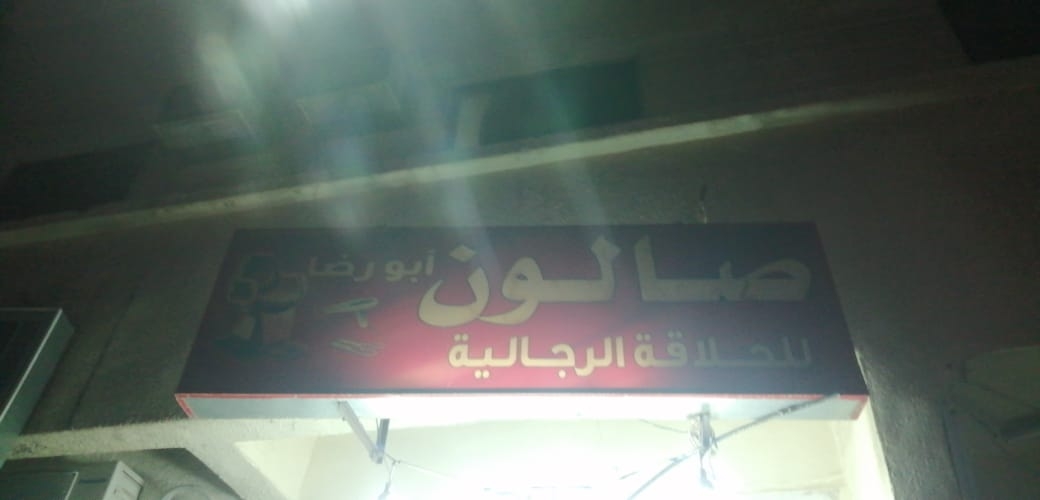 صالون أبو رضا
للحلاقة الرجالية